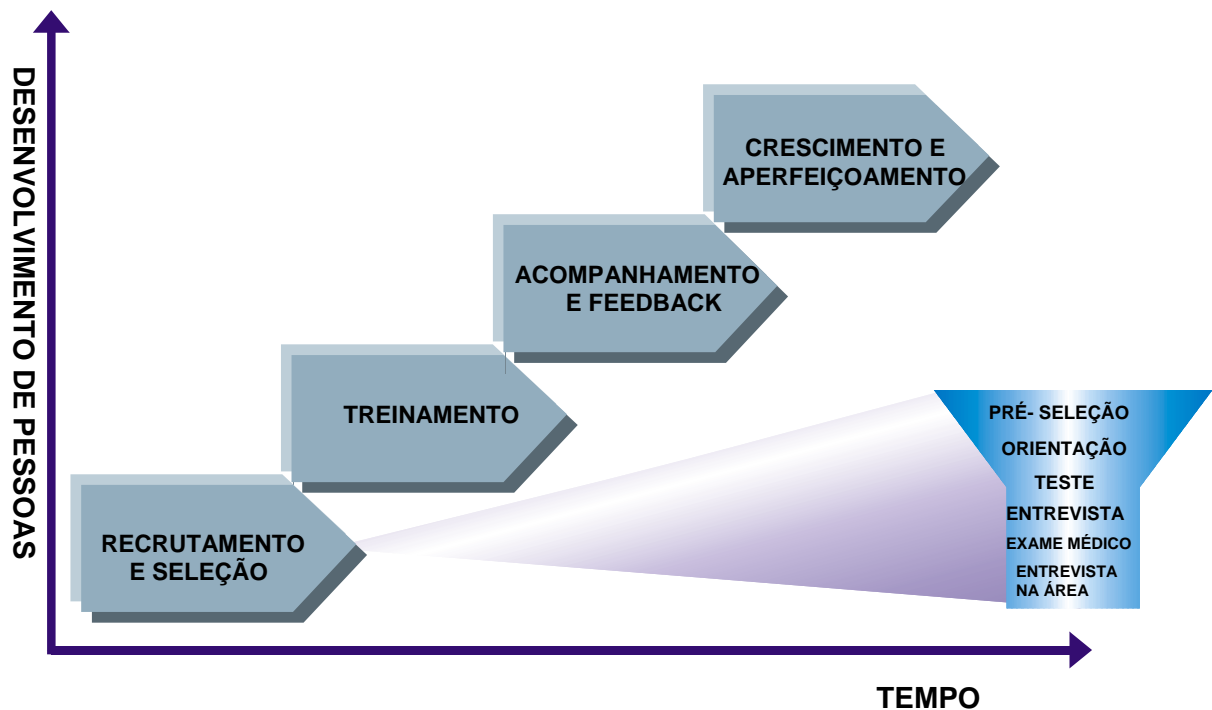 DESENVOLVIMENTO DE PESSOAS
CRESCIMENTO E
APERFEIÇOAMENTO
ACOMPANHAMENTO
E FEEDBACK
TREINAMENTO
RECRUTAMENTO
E SELEÇÃO
PRÉ- SELEÇÃO
ORIENTAÇÃO
TESTE
ENTREVISTA
EXAME MÉDICO
ENTREVISTA
NA ÁREA
TEMPO